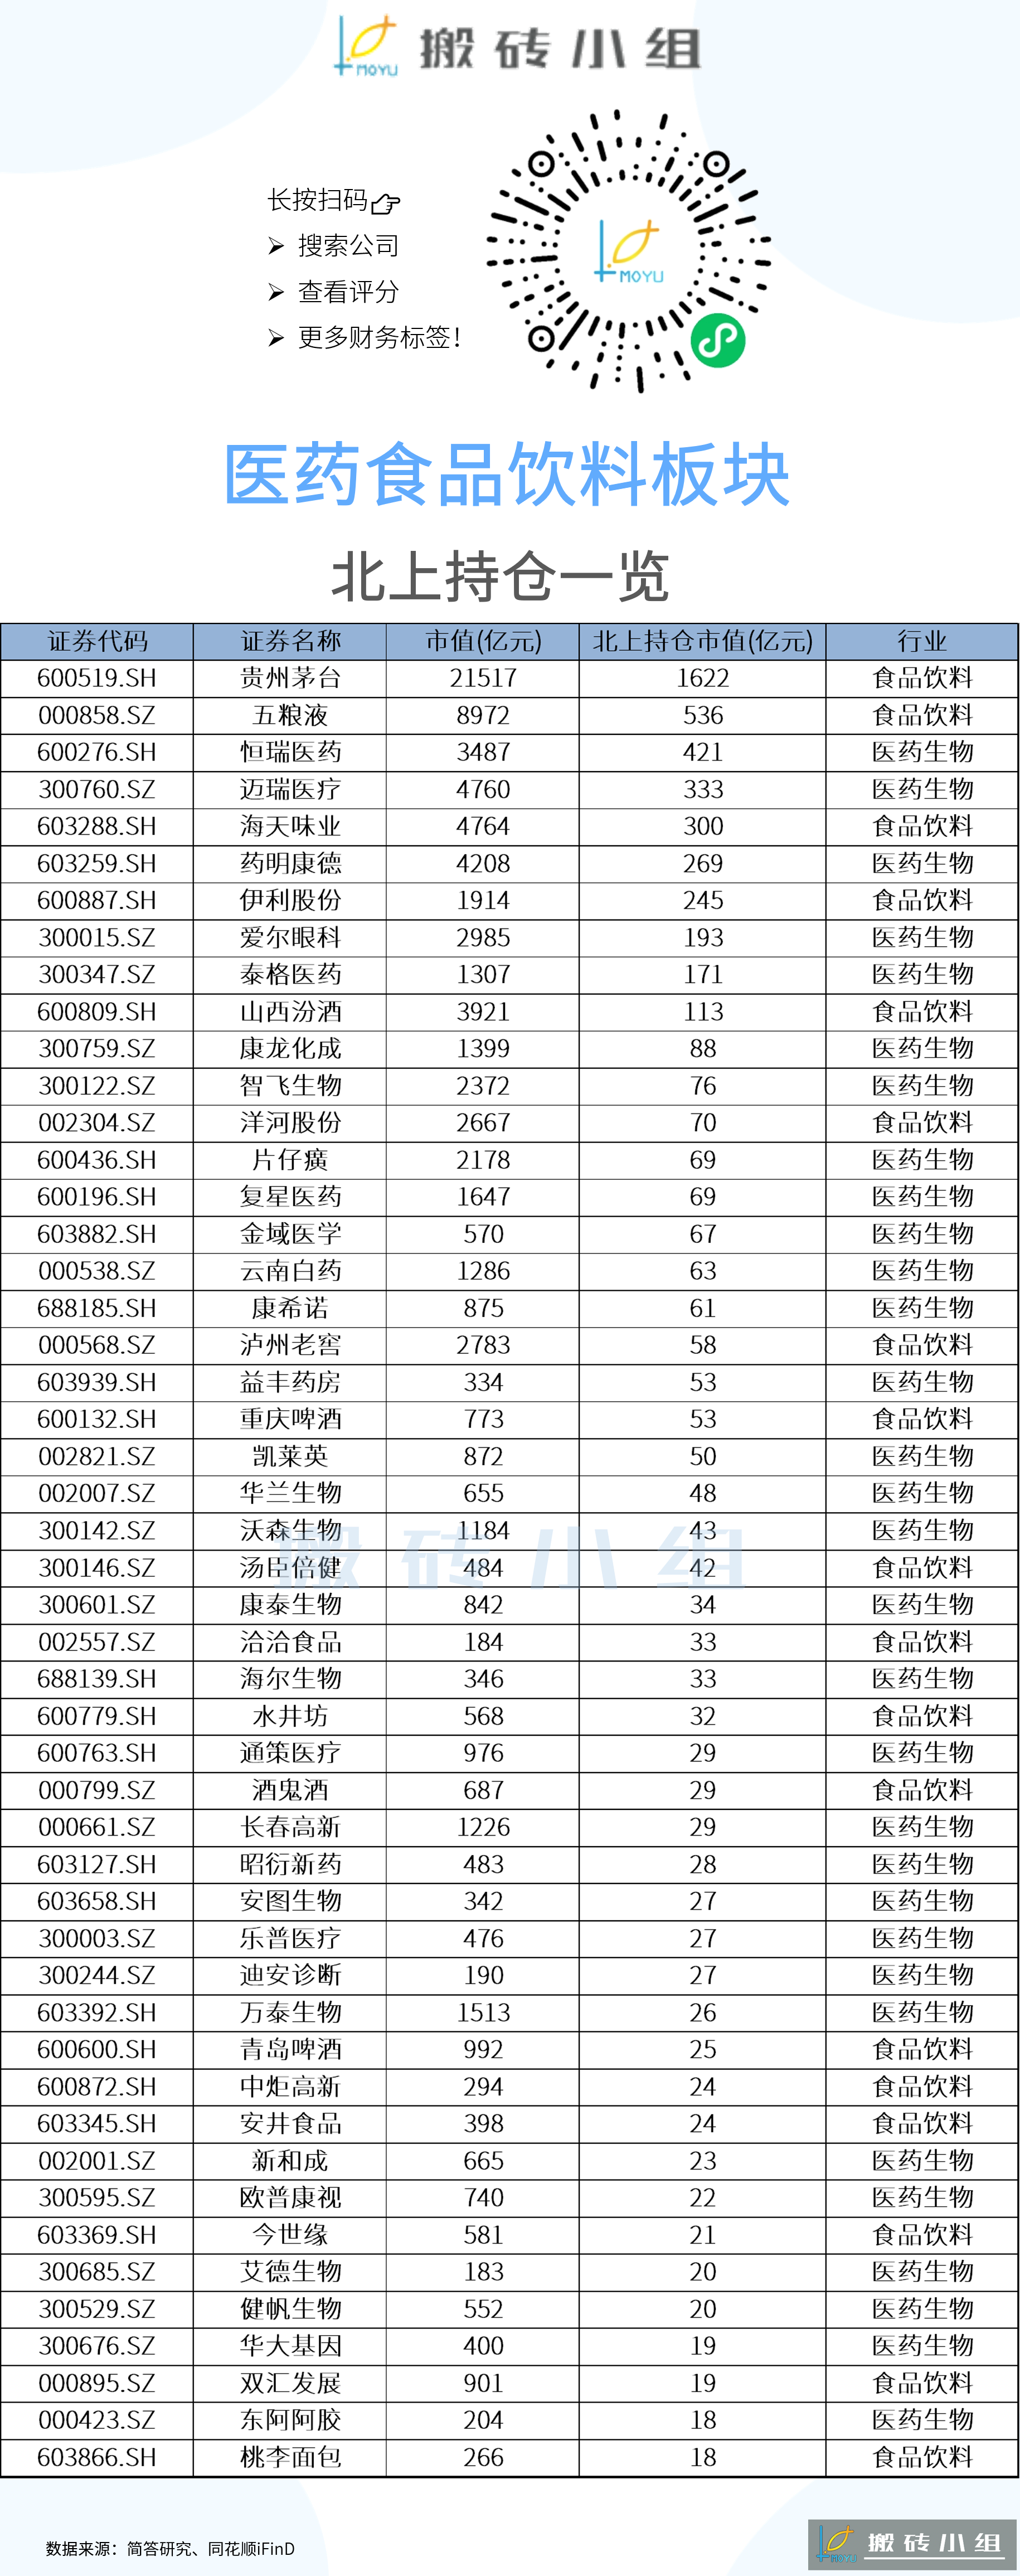 MOYU 搬砖小组
长按扫码
搜索公司
查看评分
更多财务标签！
MOYU
医药食品饮料板块
北上持仓一览
证券代码 证券名称 市值(亿元) 北上持仓市值(亿元) 行业
600519.SH 贵州茅台 21517 1622 食品饮料
000858.SZ 五粮液 8972 536 食品饮料
600276.SH 恒瑞医药 3487 421 医药生物
300760.SZ 迈瑞医疗 4760 333 医药生物
603288.SH 海天味业 4764 300 食品饮料
603259.SH 药明康德 4208 269 医药生物
600887.SH 伊利股份 1914 245 食品饮料
300015.SZ 爱尔眼科 2985 193 医药生物
300347.SZ 泰格医药 1307 171 医药生物
600809.SH 山西汾酒 3921 113 食品饮料
300759.SZ 康龙化成 1399 88 医药生物
300122.SZ 智飞生物 2372 76 医药生物
002304.SZ 洋河股份 2667 70 食品饮料
600436.SH 片仔癀 2178 69 医药生物
600196.SH 复星医药 1647 69 医药生物
603882.SH 金域医学 570 67 医药生物
000538.SZ 云南白药 1286 63 医药生物
688185.SH 康希诺 875 61 医药生物
000568.SZ 泸州老窖 2783 58 食品饮料
603939.SH 益丰药房 334 53 医药生物
600132.SH 重庆啤酒 773 53 食品饮料
002821.SZ 凯莱英 872 50 医药生物
002007.SZ 华兰生物 655 48 医药生物
300142.SZ 沃森生物 1184 43 医药生物
搬砖小组
300146.SZ 汤臣倍健 484 42 食品饮料
300601.SZ 康泰生物 842 34 医药生物
002557.SZ 洽洽食品 184 33 食品饮料
688139.SH 海尔生物 346 33 医药生物
600779.SH 水井坊 568 32 食品饮料
600763.SH 通策医疗 976 29 医药生物
000799.SZ 酒鬼酒 687 29 食品饮料
000661.SZ 长春高新 1226 29 医药生物
603127.SH 昭衍新药 483 28 医药生物
603658.SH 安图生物 342 27 医药生物
300003.SZ 乐普医疗 476 27 医药生物
300244.SZ 迪安诊断 190 27 医药生物
603392.SH 万泰生物 1513 26 医药生物
600600.SH 青岛啤酒 992 25 食品饮料
600872.SH 中炬高新 294 24 食品饮料
603345.SH 安井食品 398 24 食品饮料
002001.SZ 新和成 665 23 医药生物
300595.SZ 欧普康视 740 22 医药生物
603369.SH 今世缘 581 21 食品饮料
300685.SZ 艾德生物 183 20 医药生物
300529.SZ 健帆生物 552 20 医药生物
300676.SZ 华大基因 400 19 医药生物
000895.SZ 双汇发展 901 19 食品饮料
000423.SZ 东阿阿胶 204 18 医药生物
603866.SH 桃李面包 266 18 食品饮料
数据来源：简答研究、同花顺iFinD
MOYU 搬砖小组